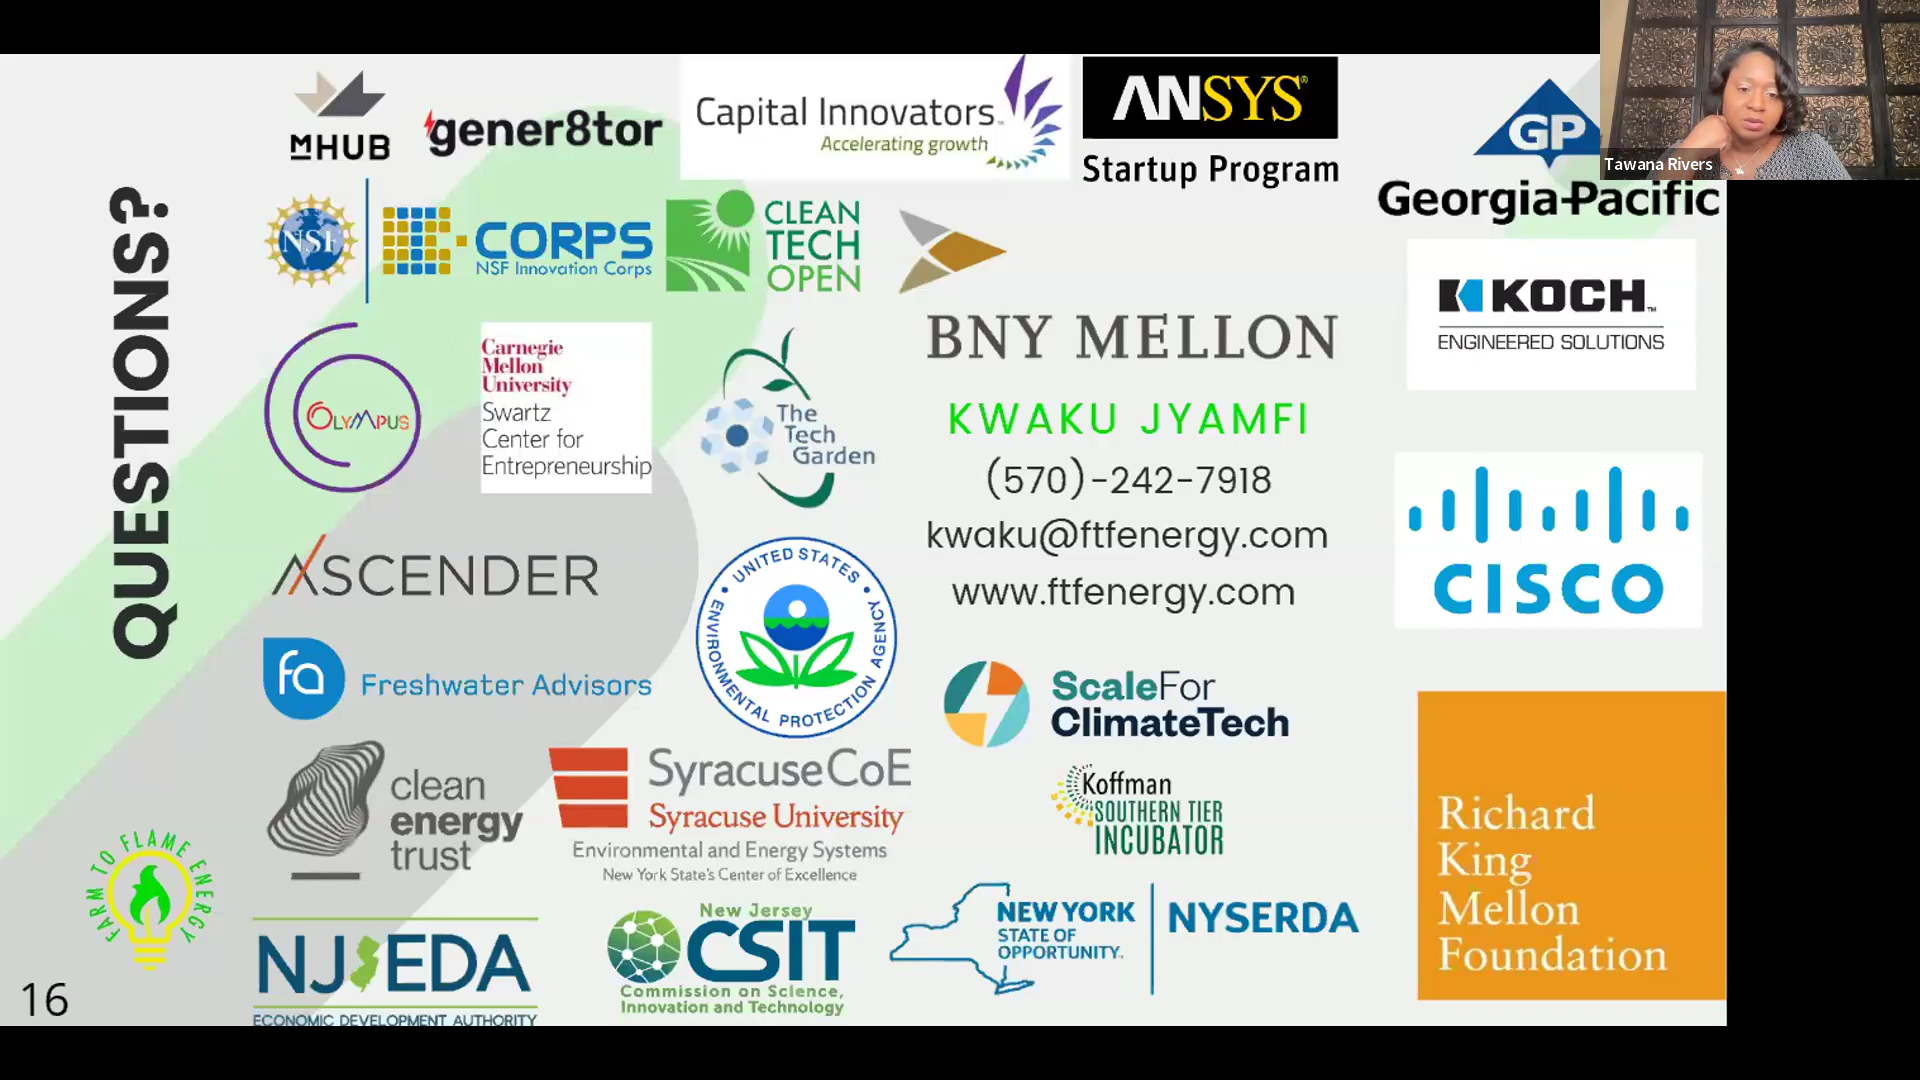 QUESTIONS?
MHUB
gener8tor
Capital Innovators™
Accelerating growth
ANSYS®
Startup Program
GP
Georgia-Pacific
Tawana Rivers
NSF
CORPS
NSF Innovation Corps
CLEAN
TECH
OPEN
BNY MELLON
KOCH™
ENGINEERED SOLUTIONS
OLYMPUS
Carnegie
Mellon
University
Swartz
Center for
Entrepreneurship
The
Tech
Garden
KWAKU JYAMFI
(570)-242-7918
kwaku@ftfenergy.com
www.ftfenergy.com
CISCO
ASCENDER
UNITED STATES
ENVIRONMENTAL PROTECTION AGENCY
fa Freshwater Advisors
ScaleFor
ClimateTech
clean
energy
trust
SyracuseCoE
Syracuse University
Environmental and Energy Systems
New York State's Center of Excellence
Koffman
SOUTHERN TIER
INCUBATOR
Richard
King
Mellon
Foundation
FARM TO FLAME ENERGY
NJEDA
ECONOMIC DEVELOPMENT AUTHORITY
New Jersey
CSIT
Commission on Science,
Innovation and Technology
NEW YORK
STATE OF
OPPORTUNITY.
NYSERDA
16